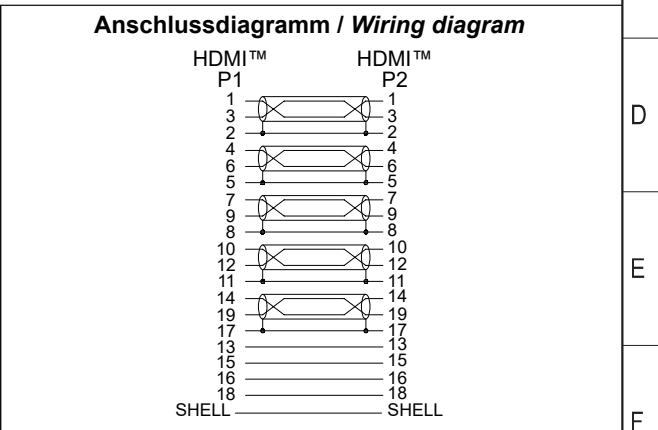 Anschlussdiagramm / Wiring diagram
HDMI™ HDMI™
P1 P2
1 1
3 3
2 2
4 4
6 6
5 5
7 7
9 9
8 8
10 10
12 12
11 11
14 14
19 19
17 17
13 13
15 15
16 16
18 18
SHELL SHELL
D
E
F